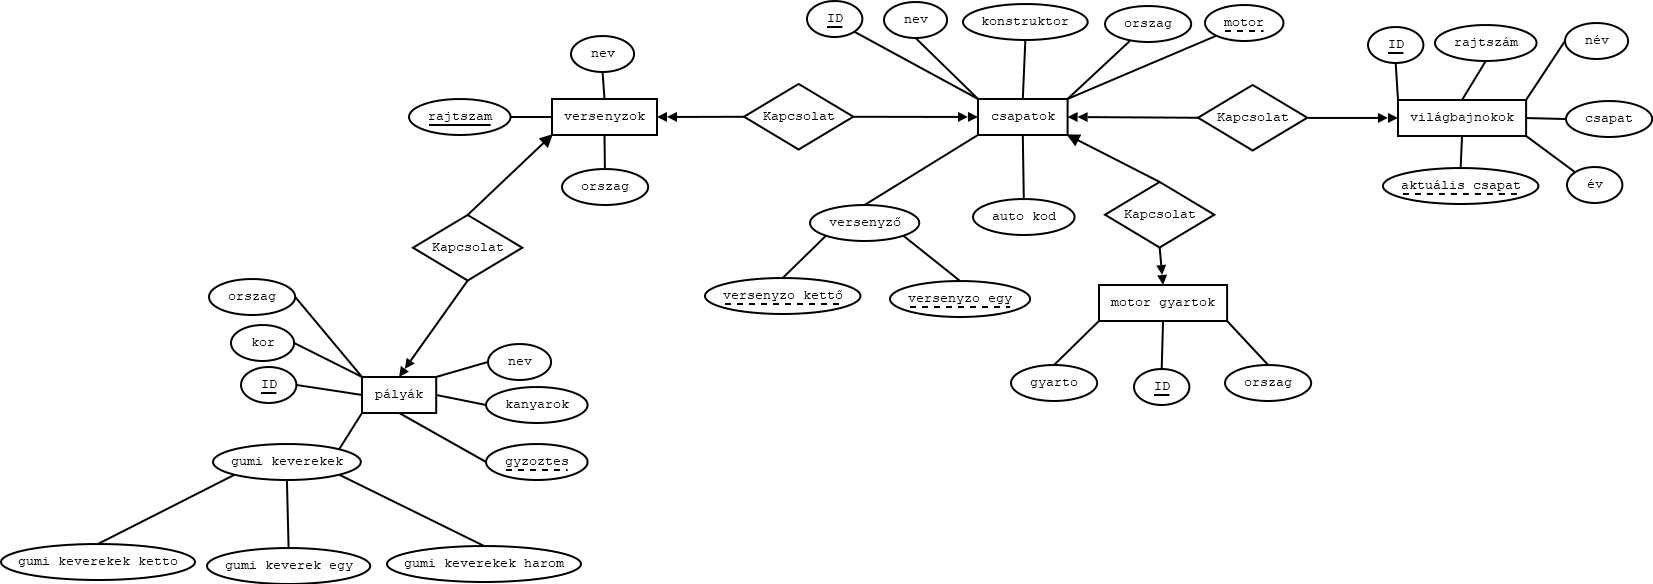 ID
nev
konstruktor
orszag
motor
ID
rajtszám
név
nev
rajtszam
versenyzok
Kapcsolat
csapatok
Kapcsolat
világbajnokok
csapat
orszag
aktuális csapat
év
versenyző
auto kod
Kapcsolat
Kapcsolat
versenyzo kettő
versenyzo egy
motor gyartok
orszag
kor
ID
pályák
nev
kanyarok
gyarto
ID
orszag
gumi keverekek
gyzoztes
gumi keverekek ketto
gumi keverek egy
gumi keverekek harom